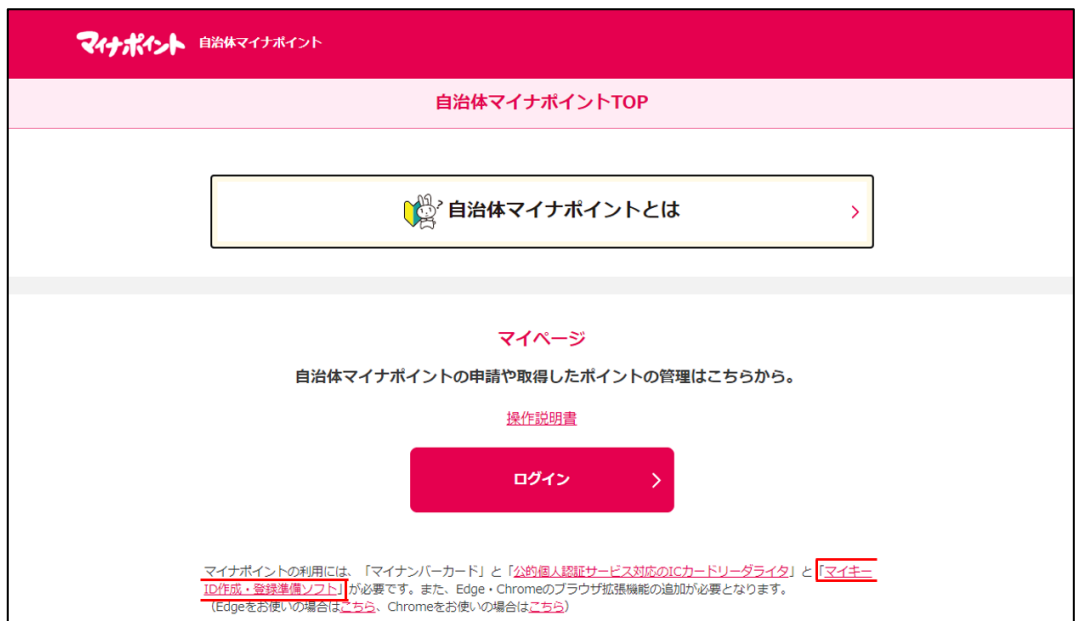 マイナポイント 自治体マイナポイント
自治体マイナポイントTOP
? 自治体マイナポイントとは
マイページ
自治体マイナポイントの申請や取得したポイントの管理はこちらから。
操作説明書
ログイン
マイナポイントの利用には、「マイナンバーカード」と「公的個人認証サービス対応のICカードリーダライタ」と「マイキー
ID作成・登録準備ソフト」が必要です。また、Edge・Chromeのブラウザ拡張機能の追加が必要となります。
（Edgeをお使いの場合はこちら、Chromeをお使いの場合はこちら）